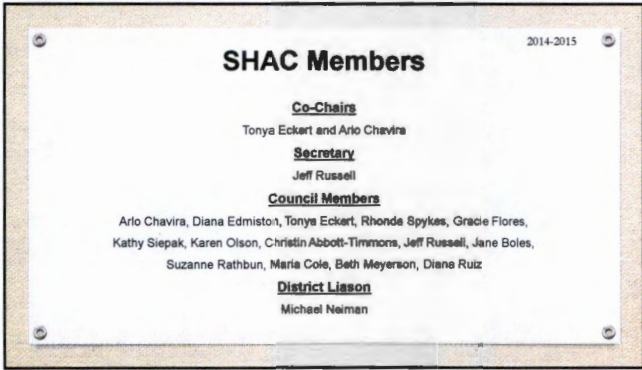 2014-2015
SHAC Members
Co-Chairs
Tonya Eckert and Arlo Chavira
Secretary
Jeff Russell
Council Members
Arlo Chavira, Diana Edmiston, Tonya Eckert, Rhonda Spykes, Gracie Flores,
Kathy Siepak, Karen Olson, Christin Abbott-Timmons, Jeff Russell, Jane Boles,
Suzanne Rathbun, Maria Cole, Beth Meyerson, Diana Ruiz
District Liason
Michael Neiman